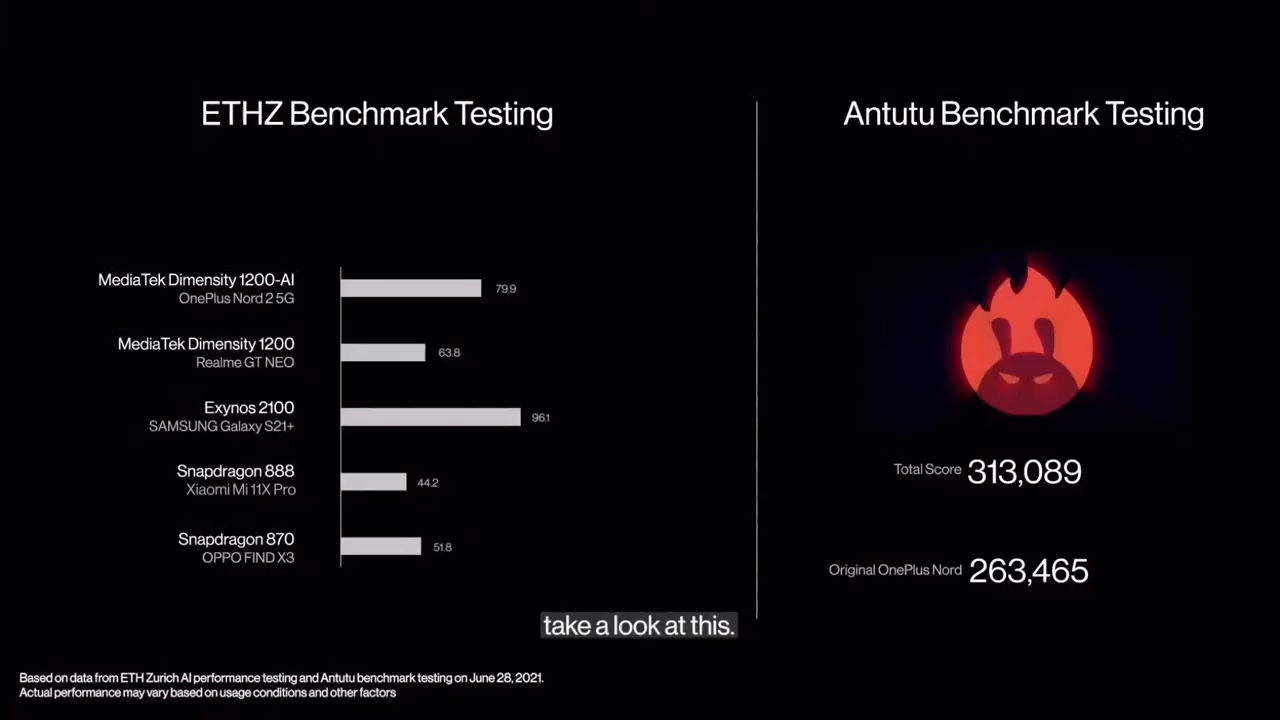 ETHZ Benchmark Testing
MediaTek Dimensity 1200-AI
OnePlus Nord 2 5G
79.9
MediaTek Dimensity 1200
Realme GT NEO
63.8
Exynos 2100
SAMSUNG Galaxy S21+
96.1
Snapdragon 888
Xiaomi Mi 11X Pro
44.2
Snapdragon 870
OPPO FIND X3
51.8
Antutu Benchmark Testing
Total Score 313,089
Original OnePlus Nord 263,465
take a look at this.
Based on data from ETH Zurich AI performance testing and Antutu benchmark testing on June 28, 2021.
Actual performance may vary based on usage conditions and other factors